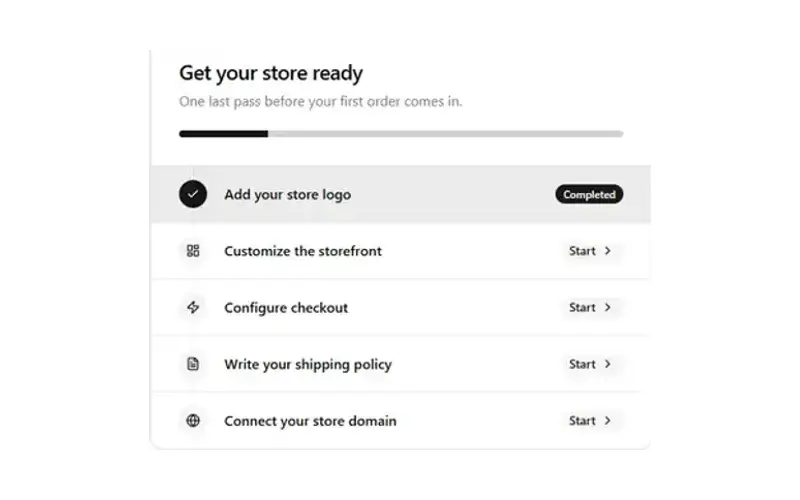 Get your store ready
One last pass before your first order comes in.
Add your store logo
Completed
Customize the storefront
Start
Configure checkout
Start
Write your shipping policy
Start
Connect your store domain
Start